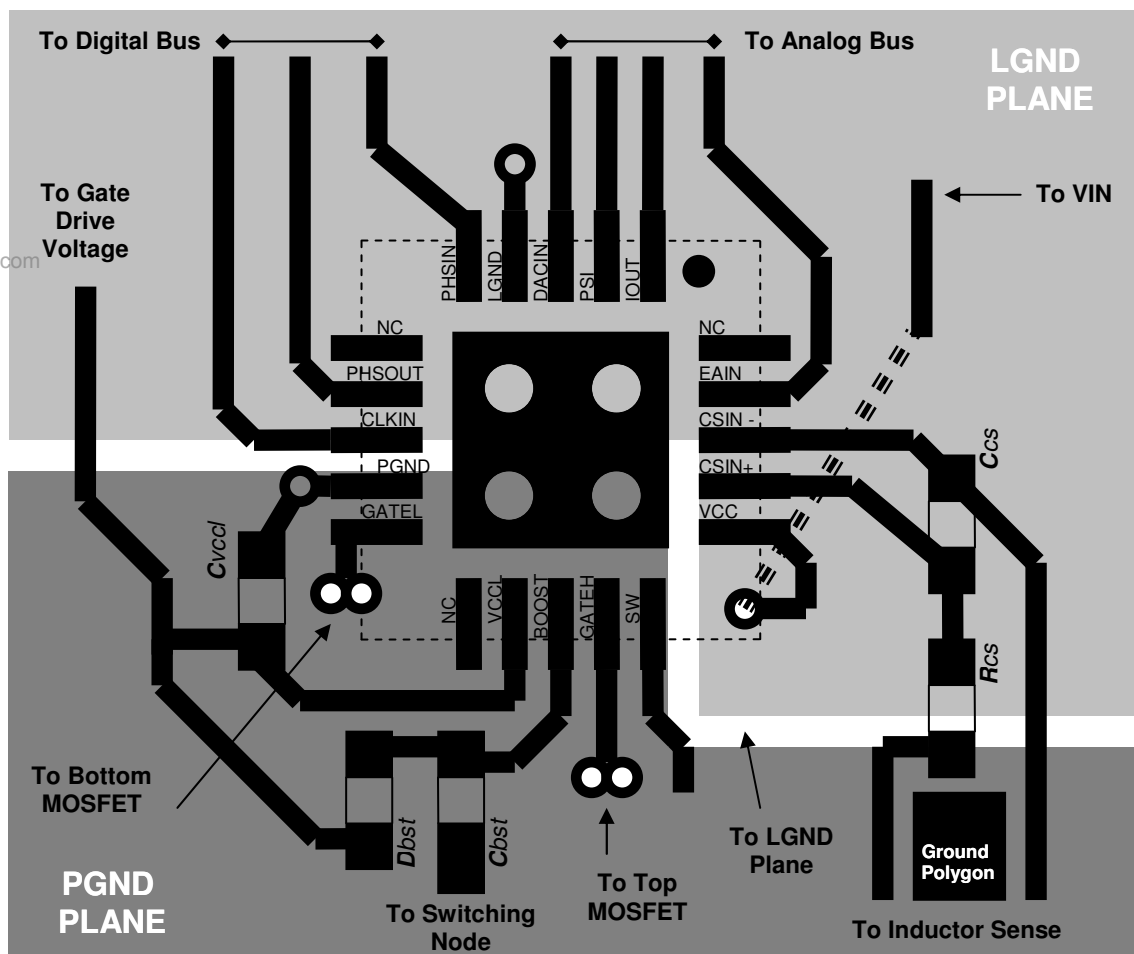 To Digital Bus
To Analog Bus
LGND
PLANE
To Gate
Drive
Voltage
To VIN
com
PHSIN
LGND
DACIN
PSI
IOUT
NC
PHSOUT
CLKIN
PGND
GATEL
NC
EAIN
CSIN -
CSIN+
VCC
Ccs
Cvccl
NC
VCCL
BOOST
GATEH
SW
Rcs
To Bottom
MOSFET
Dbst
Cbst
To LGND
Plane
Ground
Polygon
PGND
PLANE
To Top
MOSFET
To Switching
Node
To Inductor Sense